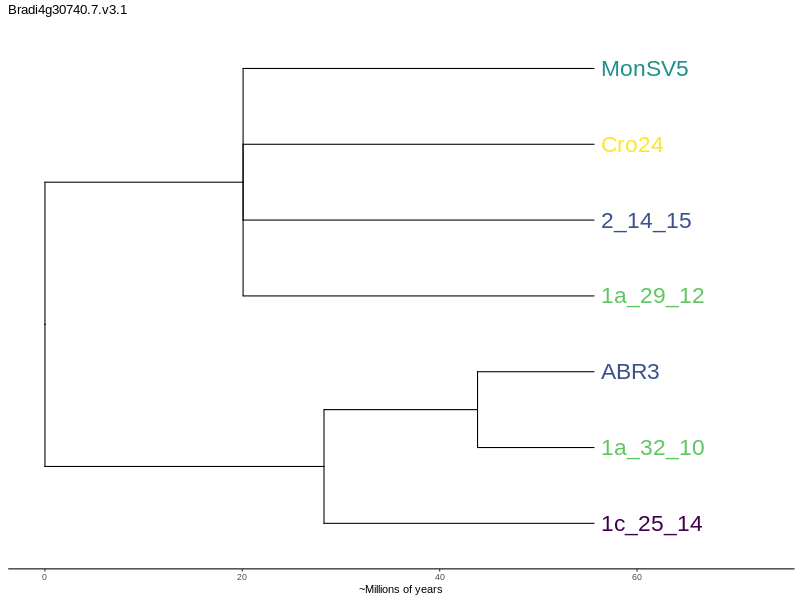 Bradi4g30740.7.v3.1
MonSV5
Cro24
2_14_15
1a_29_12
ABR3
1a_32_10
1c_25_14
0 20 40 60
~Millions of years